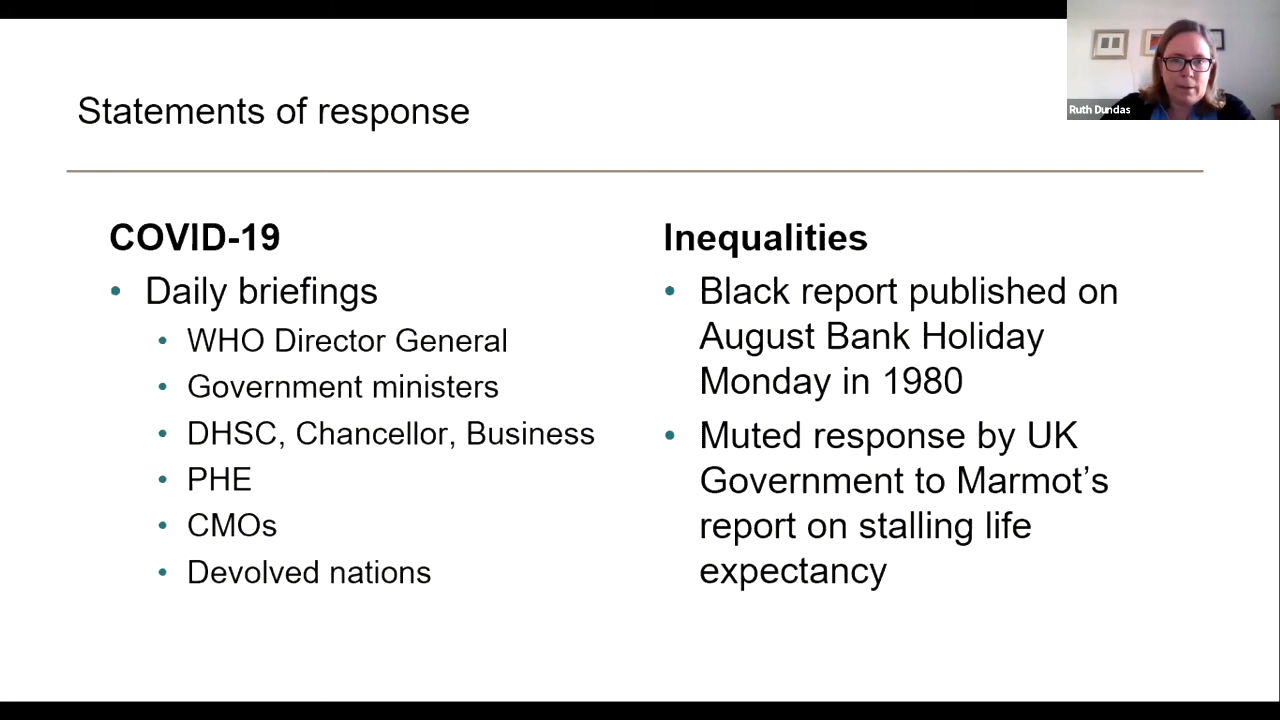 Statements of response
Ruth Dundas
COVID-19
• Daily briefings
• WHO Director General
• Government ministers
• DHSC, Chancellor, Business
• PHE
• CMOs
• Devolved nations
Inequalities
• Black report published on
August Bank Holiday
Monday in 1980
• Muted response by UK
Government to Marmot’s
report on stalling life
expectancy